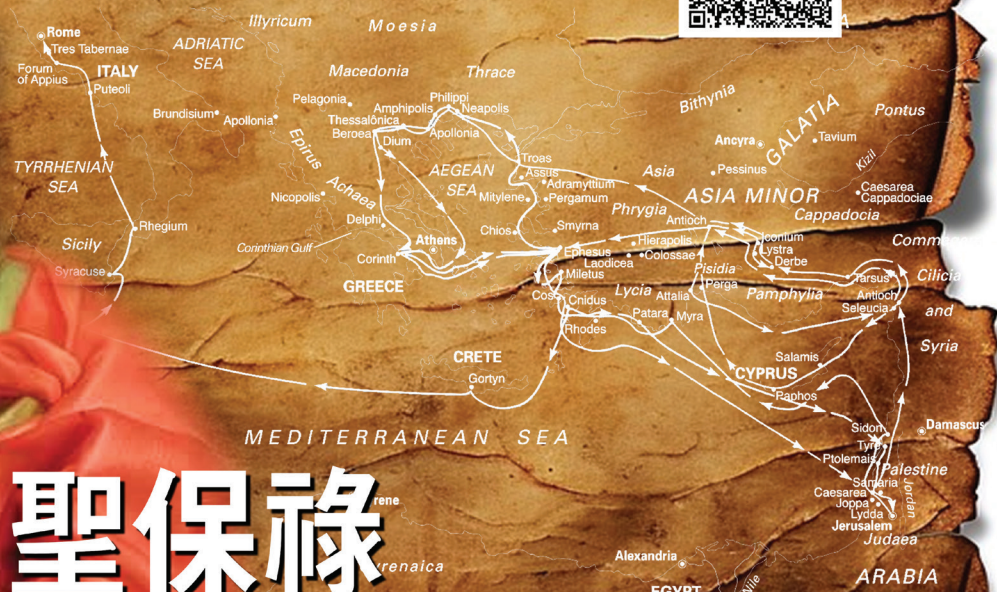 Illyricum
Moesia
Rome
Tres Tabernae
Forum
of Appius
ITALY
Puteoli
ADRIATIC
SEA
Macedonia
Thrace
Pelagonia
Philippi
Amphipolis
Neapolis
Thessalônica
Beroea
Apollonia
Dium
Brundisium
Apollonia
Epirus
Bithynia
GALATIA
Pontus
Ancyra
Tavium
Kizil
Pessinus
TYRRHENIAN
SEA
AEGEAN
SEA
Troas
Assus
Adramyttium
Mitylene
Pergamum
Asia
ASIA MINOR
Caesarea
Cappadociae
Nicopolis
Achaea
Phrygia
Cappadocia
Delphi
Antioch
Rhegium
Sicily
Syracuse
Corinthian Gulf
Athens
Corinth
GREECE
Chios
Smyrna
Ephesus
Hierapolis
Laodicea
Colossae
Iconium
Lystra
Derbe
Miletus
Pisidia
Perga
Tarsus
Cilicia
and
Syria
Antioch
Seleucia
Cos
Cnidus
Lycia
Attalia
Pamphylia
Rhodes
Patara
Myra
CRETE
Gortyn
Salamis
CYPRUS
Paphos
MEDITERRANEAN SEA
Sidon
Damascus
Tyre
Ptolemais
Palestine
Samaria
Caesarea
Joppa
Jordan
Lydda
Jerusalem
Judaea
聖保祿
rene
yrenaica
Alexandria
EGYPT
Nile
ARABIA